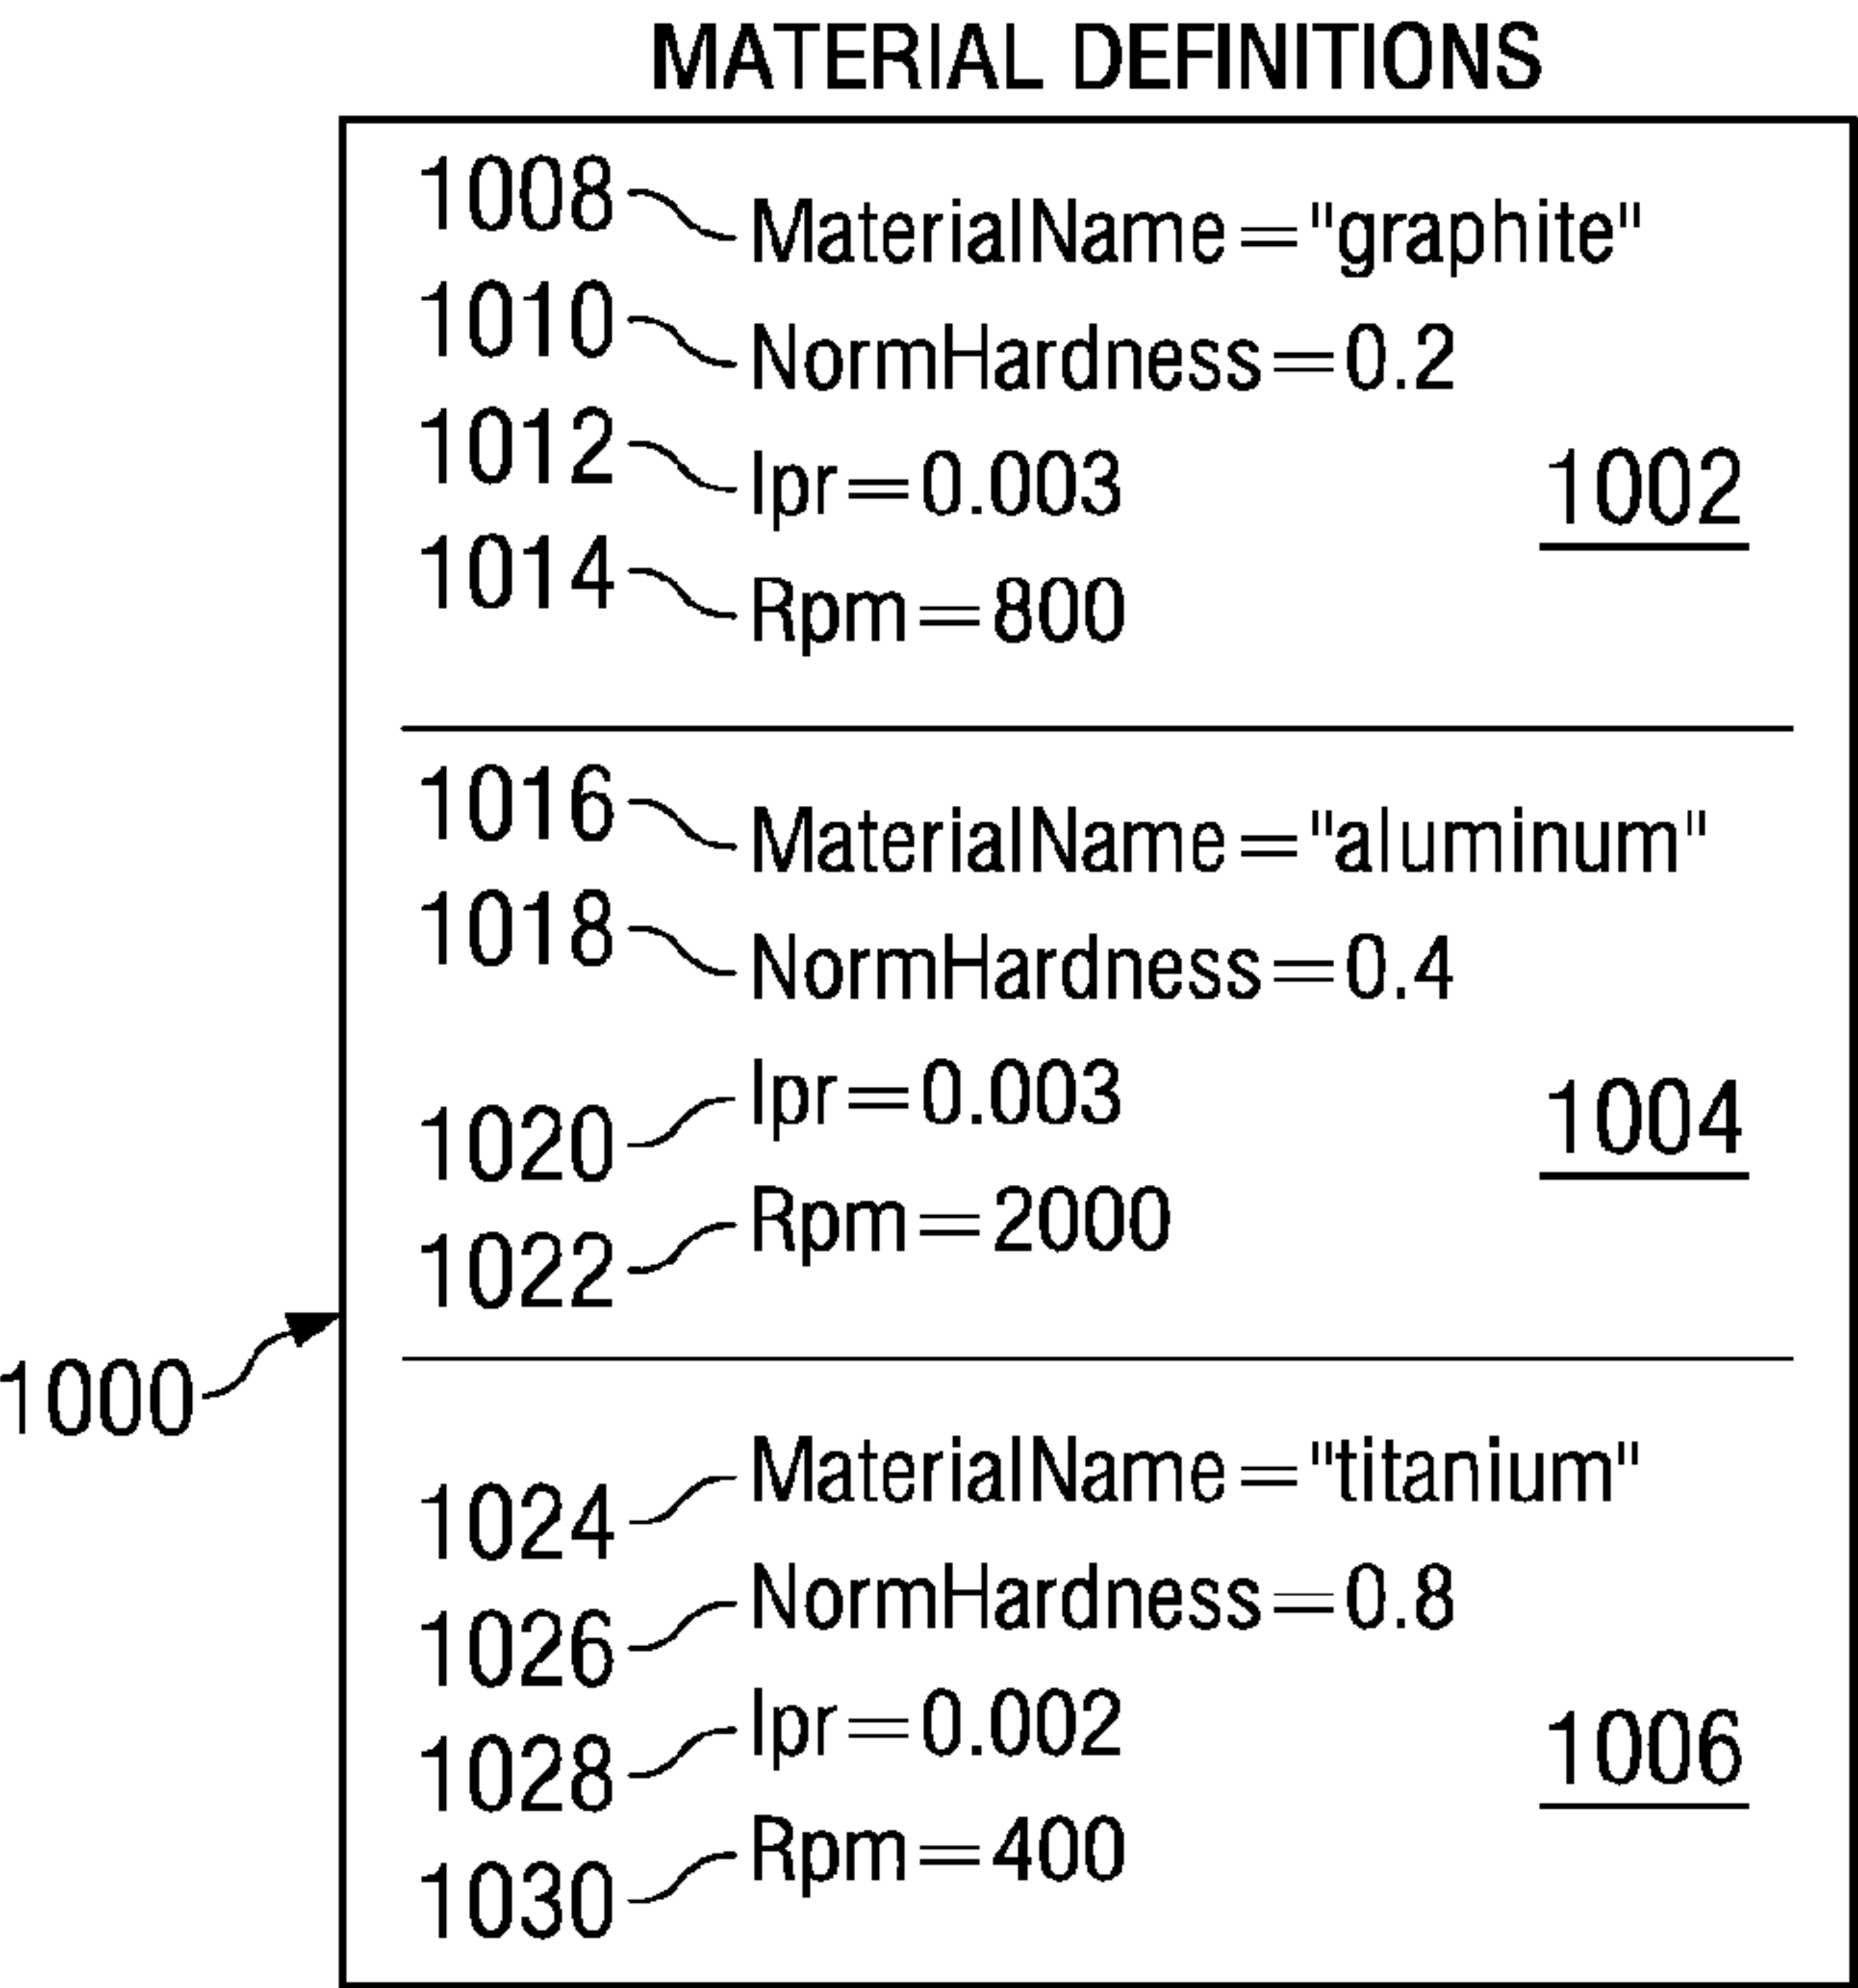 MATERIAL DEFINITIONS
1008 MaterialName="graphite"
1010 NormHardness=0.2
1012 Ipr=0.003
1002
1014 Rpm=800
1016 MaterialName="aluminum"
1018 NormHardness=0.4
1020 Ipr=0.003
1004
1022 Rpm=2000
1000
1024 MaterialName="titanium"
1026 NormHardness=0.8
1028 Ipr=0.002
1006
1030 Rpm=400